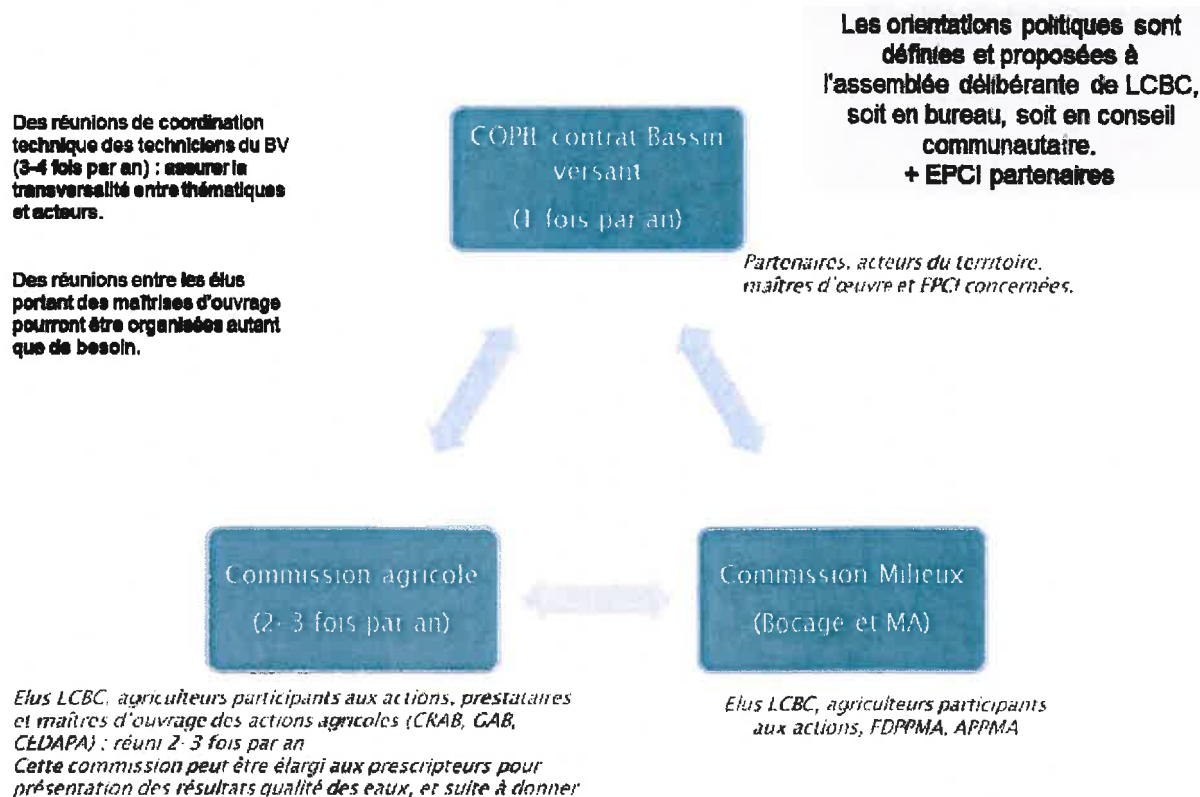 Les orientations politiques sont
définies et proposées à
l'assemblée délibérante de LCBC,
soit en bureau, soit en conseil
communautaire.
+ EPCI partenaires
Des réunions de coordination
technique des techniciens du BV
(3-4 fois par an) : assurer la
transversalité entre thématiques
et acteurs.
Des réunions entre les élus
portant des maîtrises d'ouvrage
pourront être organisées autant
que de besoin.
COPIL contrat Bassin
versant
(1 fois par an)
Partenaires, acteurs du territoire,
maîtres d'œuvre et EPCI concernées.
Commission agricole
(2- 3 fois par an)
Commission Milieux
(Bocage et MA)
Elus LCBC, agriculteurs participants aux actions, prestataires
et maîtres d'ouvrage des actions agricoles (CRAB, GAB,
CEDAPA) : réuni 2- 3 fois par an
Cette commission peut être élargi aux prescripteurs pour
présentation des résultats qualité des eaux, et suite à donner
Elus LCBC, agriculteurs participants
aux actions, FDPPMA, APPMA